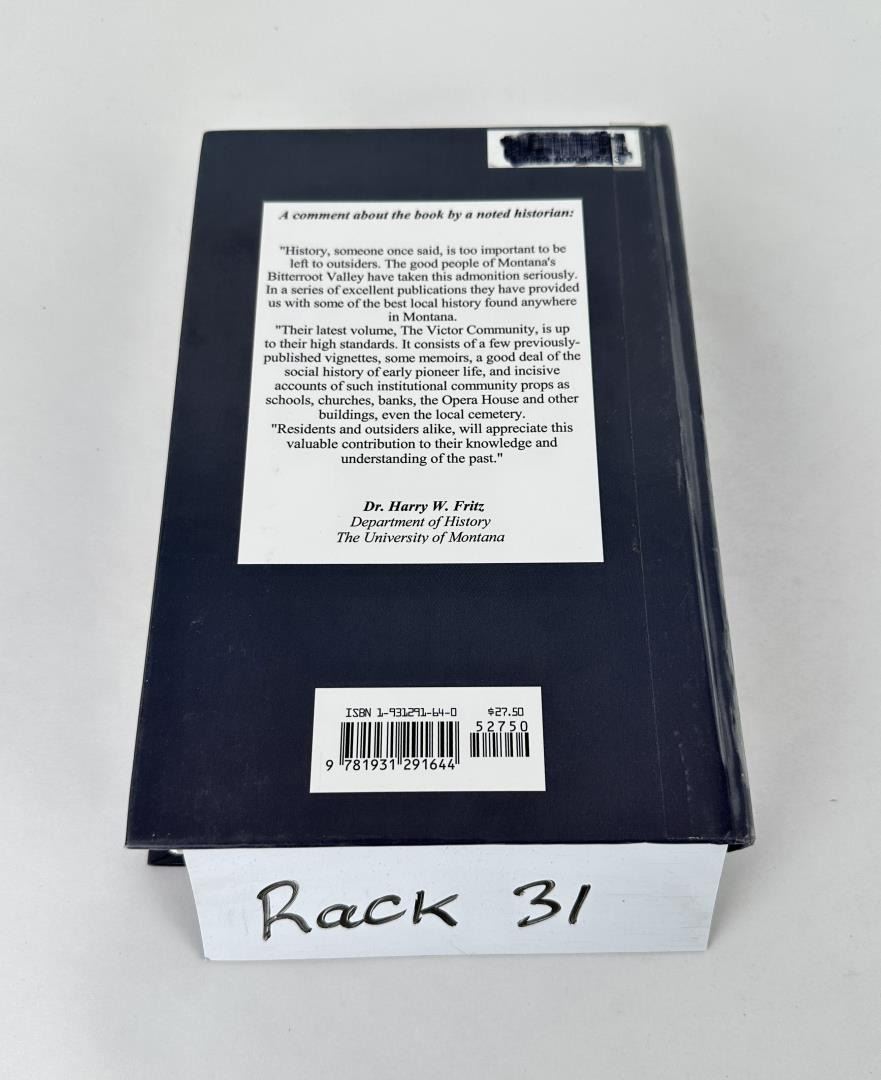 A comment about the book by a noted historian:
"History, someone once said, is too important to be
left to outsiders. The good people of Montana's
Bitterroot Valley have taken this admonition seriously.
In a series of excellent publications they have provided
us with some of the best local history found anywhere
in Montana.
"Their latest volume, The Victor Community, is up
to their high standards. It consists of a few previously-
published vignettes, some memoirs, a good deal of the
social history of early pioneer life, and incisive
accounts of such institutional community props as
schools, churches, banks, the Opera House and other
buildings, even the local cemetery.
"Residents and outsiders alike, will appreciate this
valuable contribution to their knowledge and
understanding of the past."
Dr. Harry W. Fritz
Department of History
The University of Montana
ISBN 1-931291-64-0 $27.50
52750
9 781931 291644
Rack 31